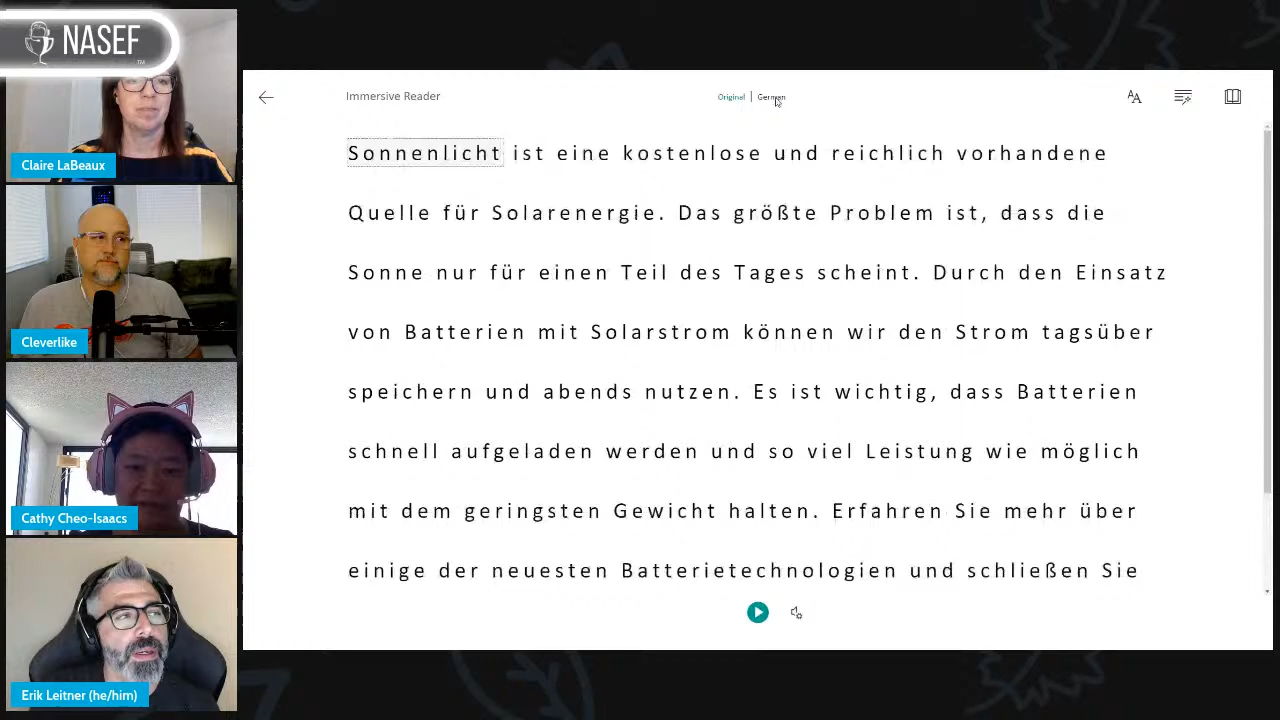 NASEF
TM
Claire LaBeaux
Cleverlike
Cathy Cheo-Isaacs
Erik Leitner (he/him)
Immersive Reader
Original | German
Sonnenlicht ist eine kostenlose und reichlich vorhandene
Quelle für Solarenergie. Das größte Problem ist, dass die
Sonne nur für einen Teil des Tages scheint. Durch den Einsatz
von Batterien mit Solarstrom können wir den Strom tagsüber
speichern und abends nutzen. Es ist wichtig, dass Batterien
schnell aufgeladen werden und so viel Leistung wie möglich
mit dem geringsten Gewicht halten. Erfahren Sie mehr über
einige der neuesten Batterietechnologien und schließen Sie